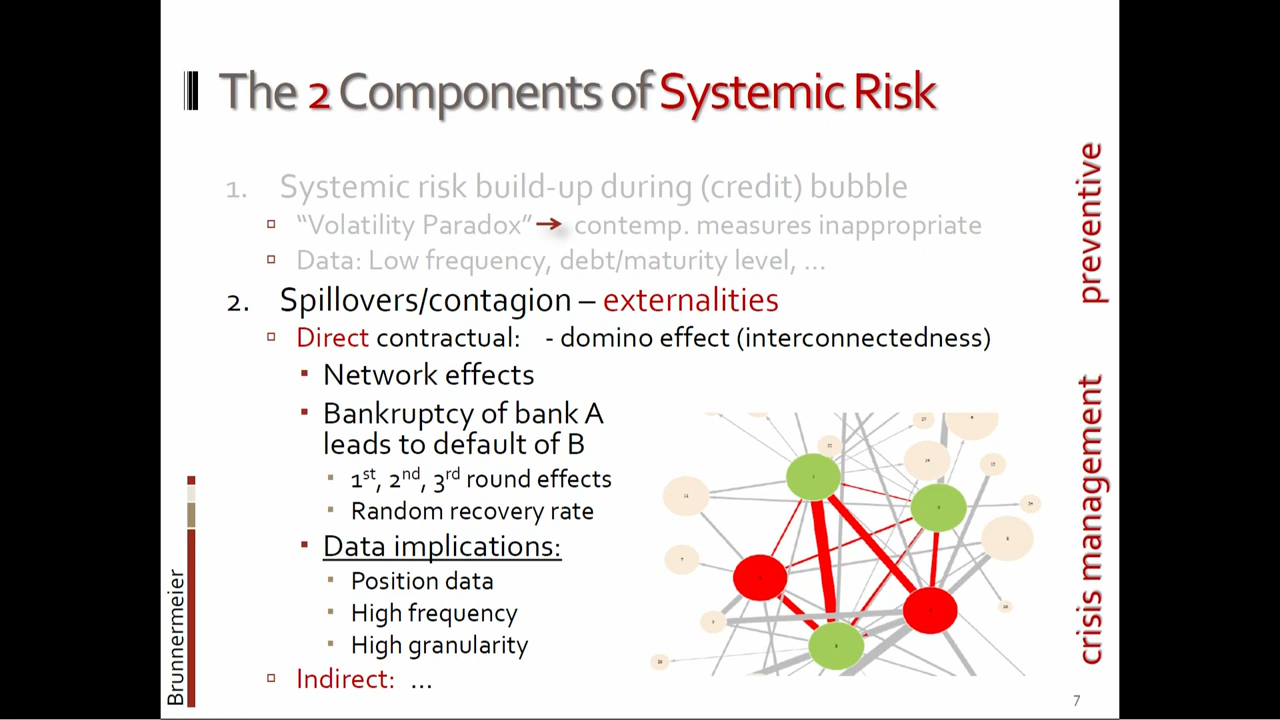 The 2 Components of Systemic Risk
1. Systemic risk build-up during (credit) bubble
“Volatility Paradox” → contemp. measures inappropriate
Data: Low frequency, debt/maturity level, ...
2. Spillovers/contagion – externalities
Direct contractual: - domino effect (interconnectedness)
Network effects
Bankruptcy of bank A
leads to default of B
1st, 2nd, 3rd round effects
Random recovery rate
Data implications:
Position data
High frequency
High granularity
Indirect: ...
preventive
crisis management
Brunnermeier
7